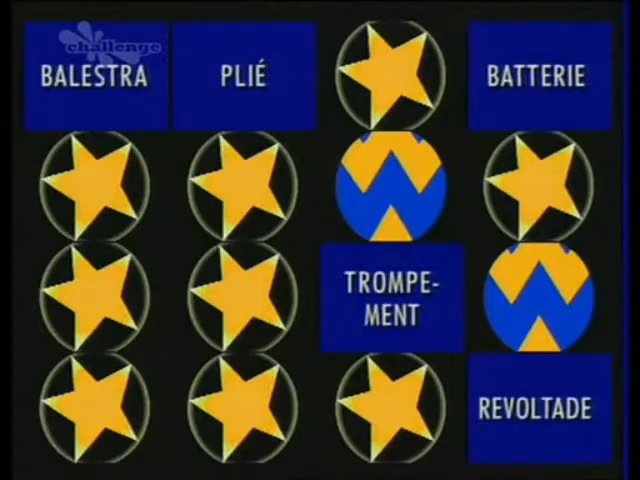 challenge
BALESTRA
PLIÉ
BATTERIE
TROMPE-
MENT
REVOLTADE